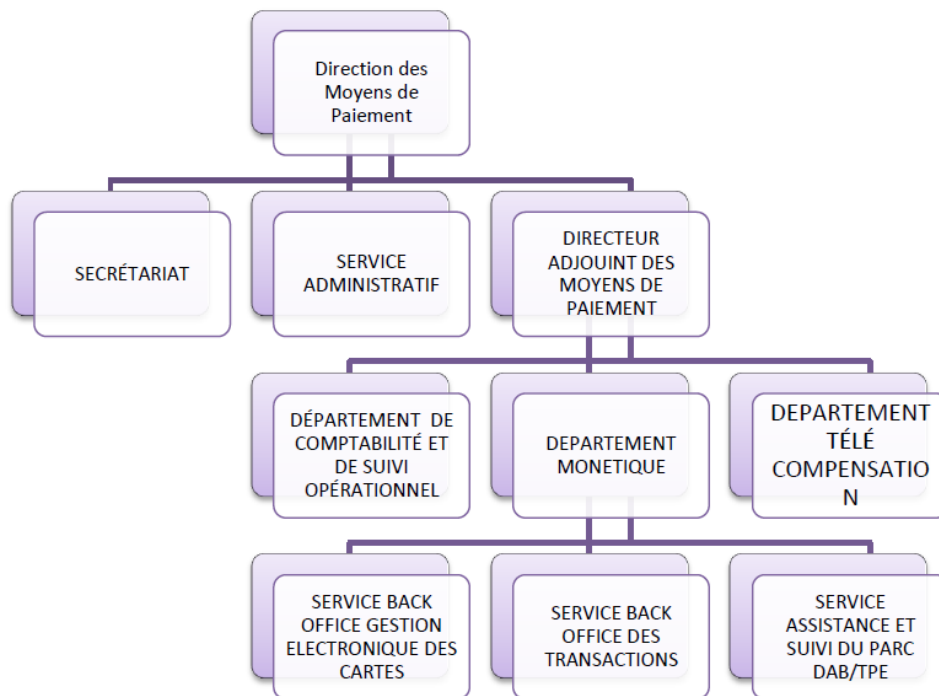 Direction des
Moyens de
Paiement
SECRÉTARIAT
SERVICE
ADMINISTRATIF
DIRECTEUR
ADJOUINT DES
MOYENS DE
PAIEMENT
DÉPARTEMENT DE
COMPTABILITÉ ET
DE SUIVI
OPÉRATIONNEL
DEPARTEMENT
MONETIQUE
DEPARTEMENT
TÉLÉ
COMPENSATIO
N
SERVICE BACK
OFFICE GESTION
ELECTRONIQUE DES
CARTES
SERVICE BACK
OFFICE DES
TRANSACTIONS
SERVICE
ASSISTANCE ET
SUIVI DU PARC
DAB/TPE